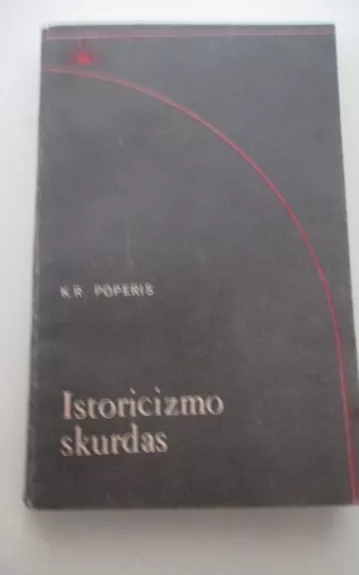 K.R. POPERIS
Istoricizmo
skurdas